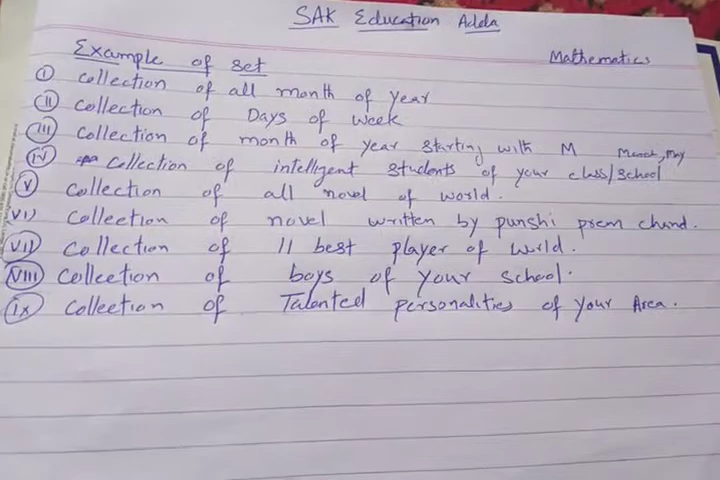 SAK Education Adda
Mathematics
Example of set
(i) Collection of all month of year
(ii) Collection of Days of week
(iii) Collection of month of year starting with M March, May
(iv) Collection of intelligent students of your class/school
(v) Collection of all novel of world.
(vi) Collection of novel written by punshi prem chand.
(vii) Collection of 11 best player of world.
(viii) Collection of boys of your school.
(ix) Collection of Talented personalities of your Area.